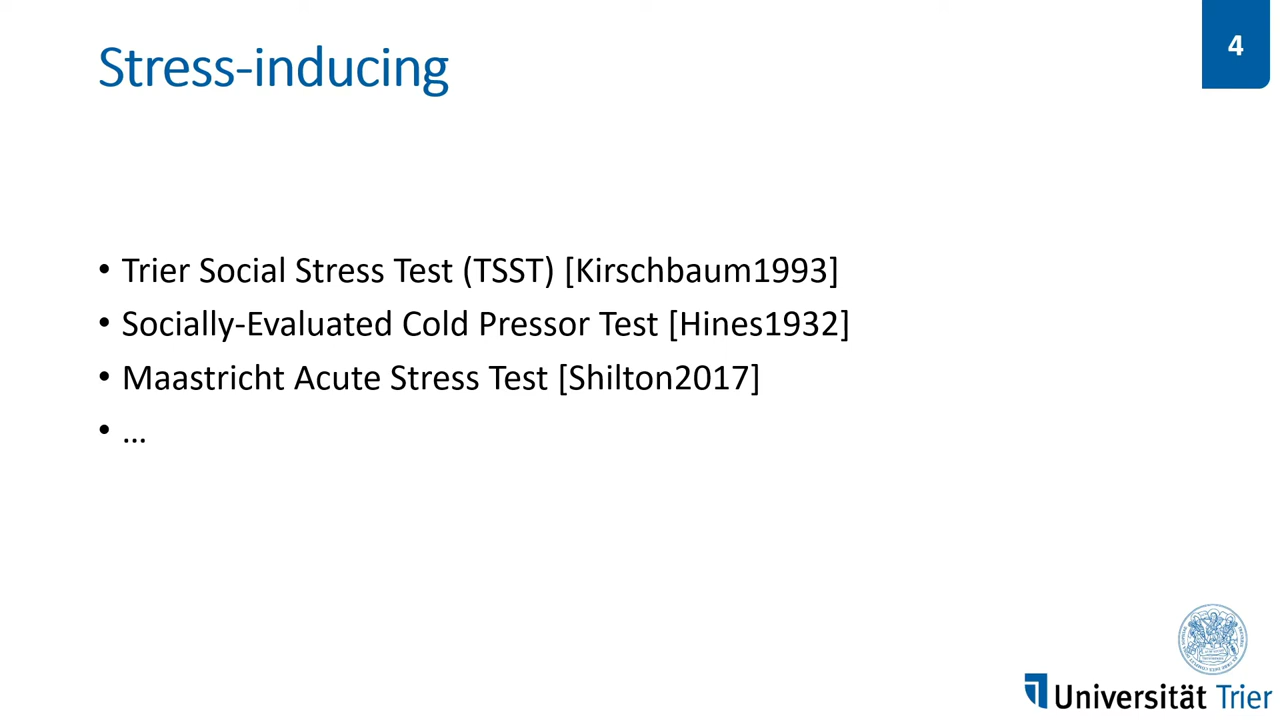 Stress-inducing
4
• Trier Social Stress Test (TSST) [Kirschbaum1993]
• Socially-Evaluated Cold Pressor Test [Hines1932]
• Maastricht Acute Stress Test [Shilton2017]
• …
Universität Trier